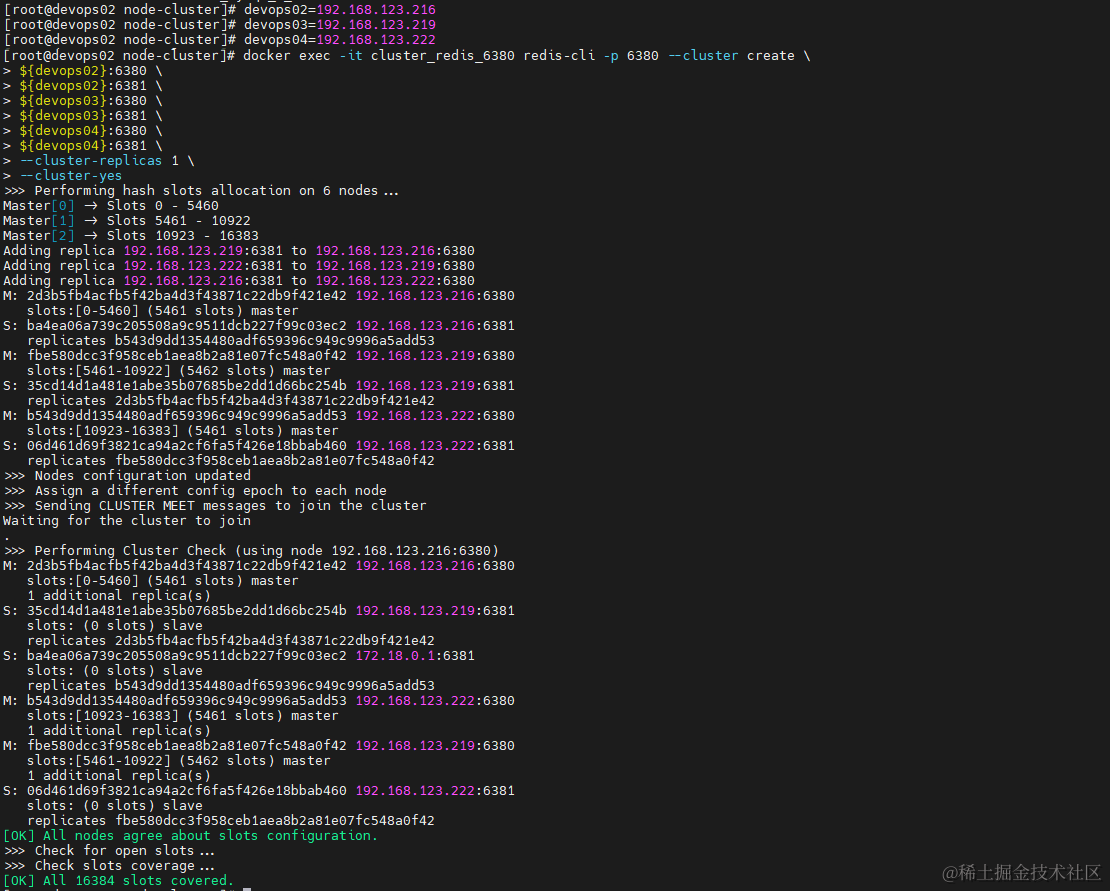 [root@devops02 node-cluster]# devops02=192.168.123.216
[root@devops02 node-cluster]# devops03=192.168.123.219
[root@devops02 node-cluster]# devops04=192.168.123.222
[root@devops02 node-cluster]# docker exec -it cluster_redis_6380 redis-cli -p 6380 --cluster create \
> ${devops02}:6380 \
> ${devops02}:6381 \
> ${devops03}:6380 \
> ${devops03}:6381 \
> ${devops04}:6380 \
> ${devops04}:6381 \
> --cluster-replicas 1 \
> --cluster-yes
>>> Performing hash slots allocation on 6 nodes...
Master[0] -> Slots 0 - 5460
Master[1] -> Slots 5461 - 10922
Master[2] -> Slots 10923 - 16383
Adding replica 192.168.123.219:6381 to 192.168.123.216:6380
Adding replica 192.168.123.222:6381 to 192.168.123.219:6380
Adding replica 192.168.123.216:6381 to 192.168.123.222:6380
M: 2d3b5fb4acfb5f42ba4d3f43871c22db9f421e42 192.168.123.216:6380
slots:[0-5460] (5461 slots) master
S: ba4ea06a739c205508a9c9511dcb227f99c03ec2 192.168.123.216:6381
replicates b543d9dd1354480adf659396c949c9996a5add53
M: fbe580dcc3f958ceb1aea8b2a81e07fc548a0f42 192.168.123.219:6380
slots:[5461-10922] (5462 slots) master
S: 35cd14d1a481e1abe35b07685be2dd1d66bc254b 192.168.123.219:6381
replicates 2d3b5fb4acfb5f42ba4d3f43871c22db9f421e42
M: b543d9dd1354480adf659396c949c9996a5add53 192.168.123.222:6380
slots:[10923-16383] (5461 slots) master
S: 06d461d69f3821ca94a2cf6fa5f426e18bbab460 192.168.123.222:6381
replicates fbe580dcc3f958ceb1aea8b2a81e07fc548a0f42
>>> Nodes configuration updated
>>> Assign a different config epoch to each node
>>> Sending CLUSTER MEET messages to join the cluster
Waiting for the cluster to join
.
>>> Performing Cluster Check (using node 192.168.123.216:6380)
M: 2d3b5fb4acfb5f42ba4d3f43871c22db9f421e42 192.168.123.216:6380
slots:[0-5460] (5461 slots) master
1 additional replica(s)
S: 35cd14d1a481e1abe35b07685be2dd1d66bc254b 192.168.123.219:6381
slots: (0 slots) slave
replicates 2d3b5fb4acfb5f42ba4d3f43871c22db9f421e42
S: ba4ea06a739c205508a9c9511dcb227f99c03ec2 172.18.0.1:6381
slots: (0 slots) slave
replicates b543d9dd1354480adf659396c949c9996a5add53
M: b543d9dd1354480adf659396c949c9996a5add53 192.168.123.222:6380
slots:[10923-16383] (5461 slots) master
1 additional replica(s)
M: fbe580dcc3f958ceb1aea8b2a81e07fc548a0f42 192.168.123.219:6380
slots:[5461-10922] (5462 slots) master
1 additional replica(s)
S: 06d461d69f3821ca94a2cf6fa5f426e18bbab460 192.168.123.222:6381
slots: (0 slots) slave
replicates fbe580dcc3f958ceb1aea8b2a81e07fc548a0f42
[OK] All nodes agree about slots configuration.
>>> Check for open slots...
>>> Check slots coverage...
[OK] All 16384 slots covered.
@稀土掘金技术社区